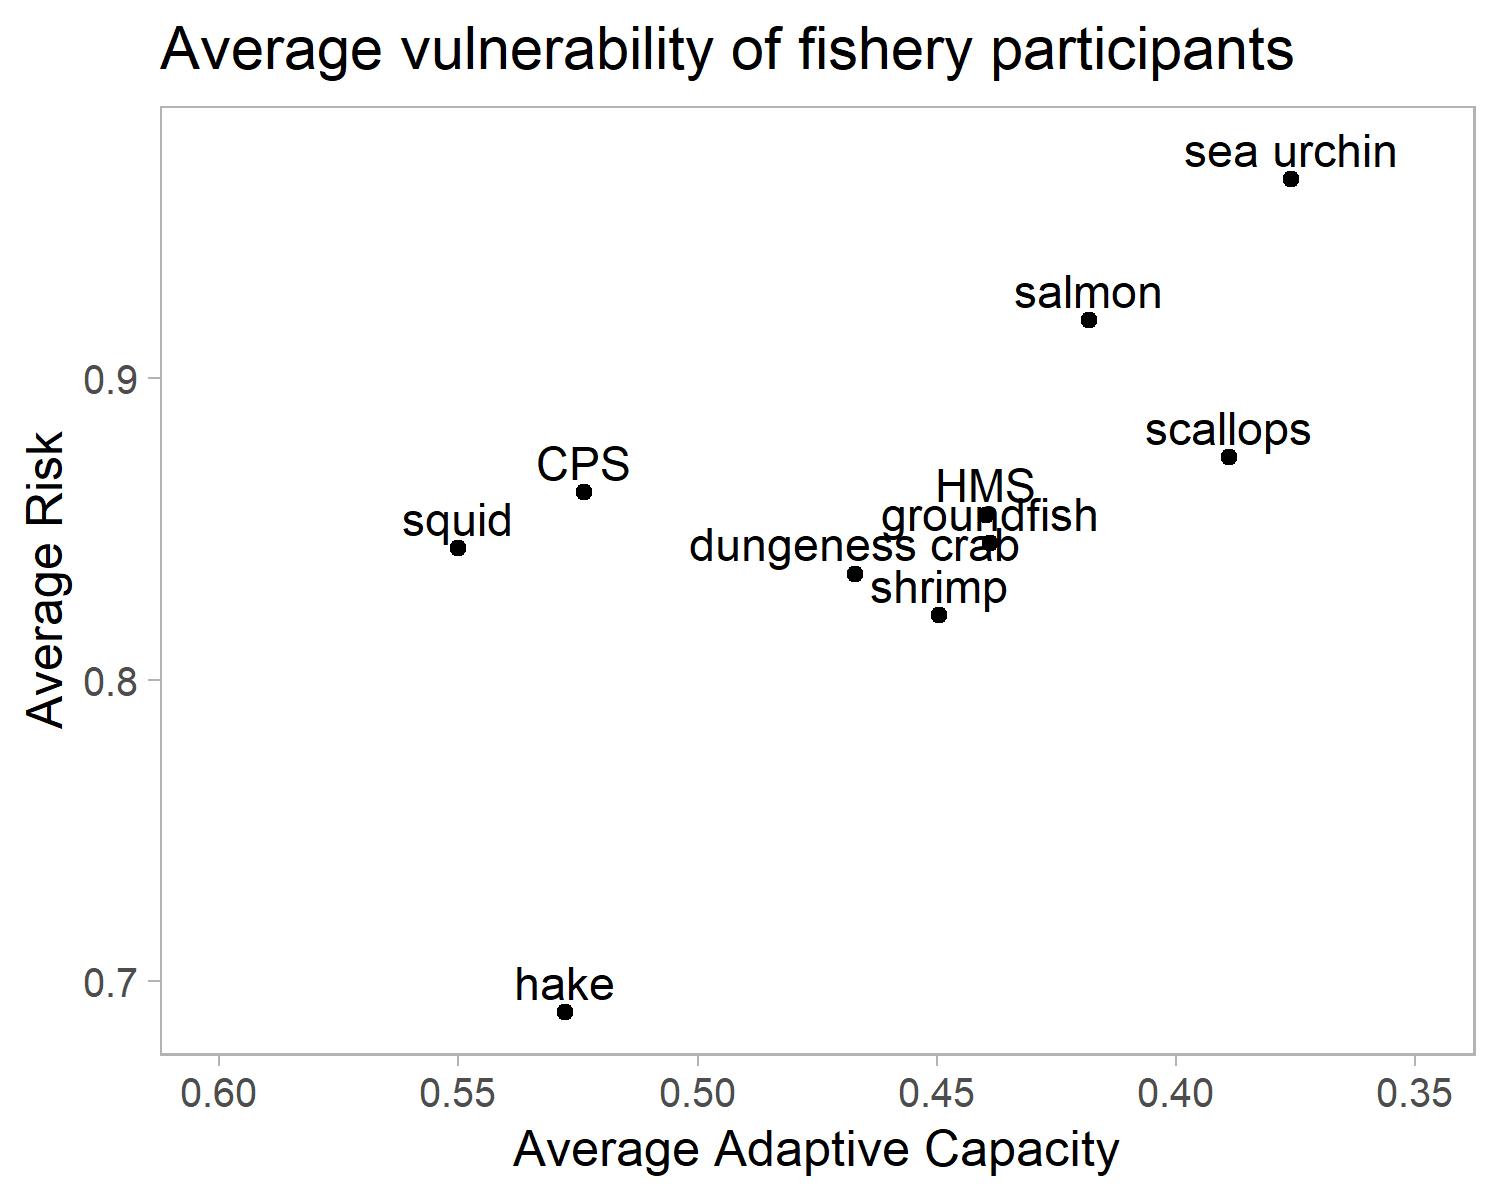 Average vulnerability of fishery participants
sea urchin
salmon
0.9
scallops
CPS
HMS
squid
groundfish
dungeness crab
shrimp
Average Risk
0.8
0.7
hake
0.60 0.55 0.50 0.45 0.40 0.35
Average Adaptive Capacity